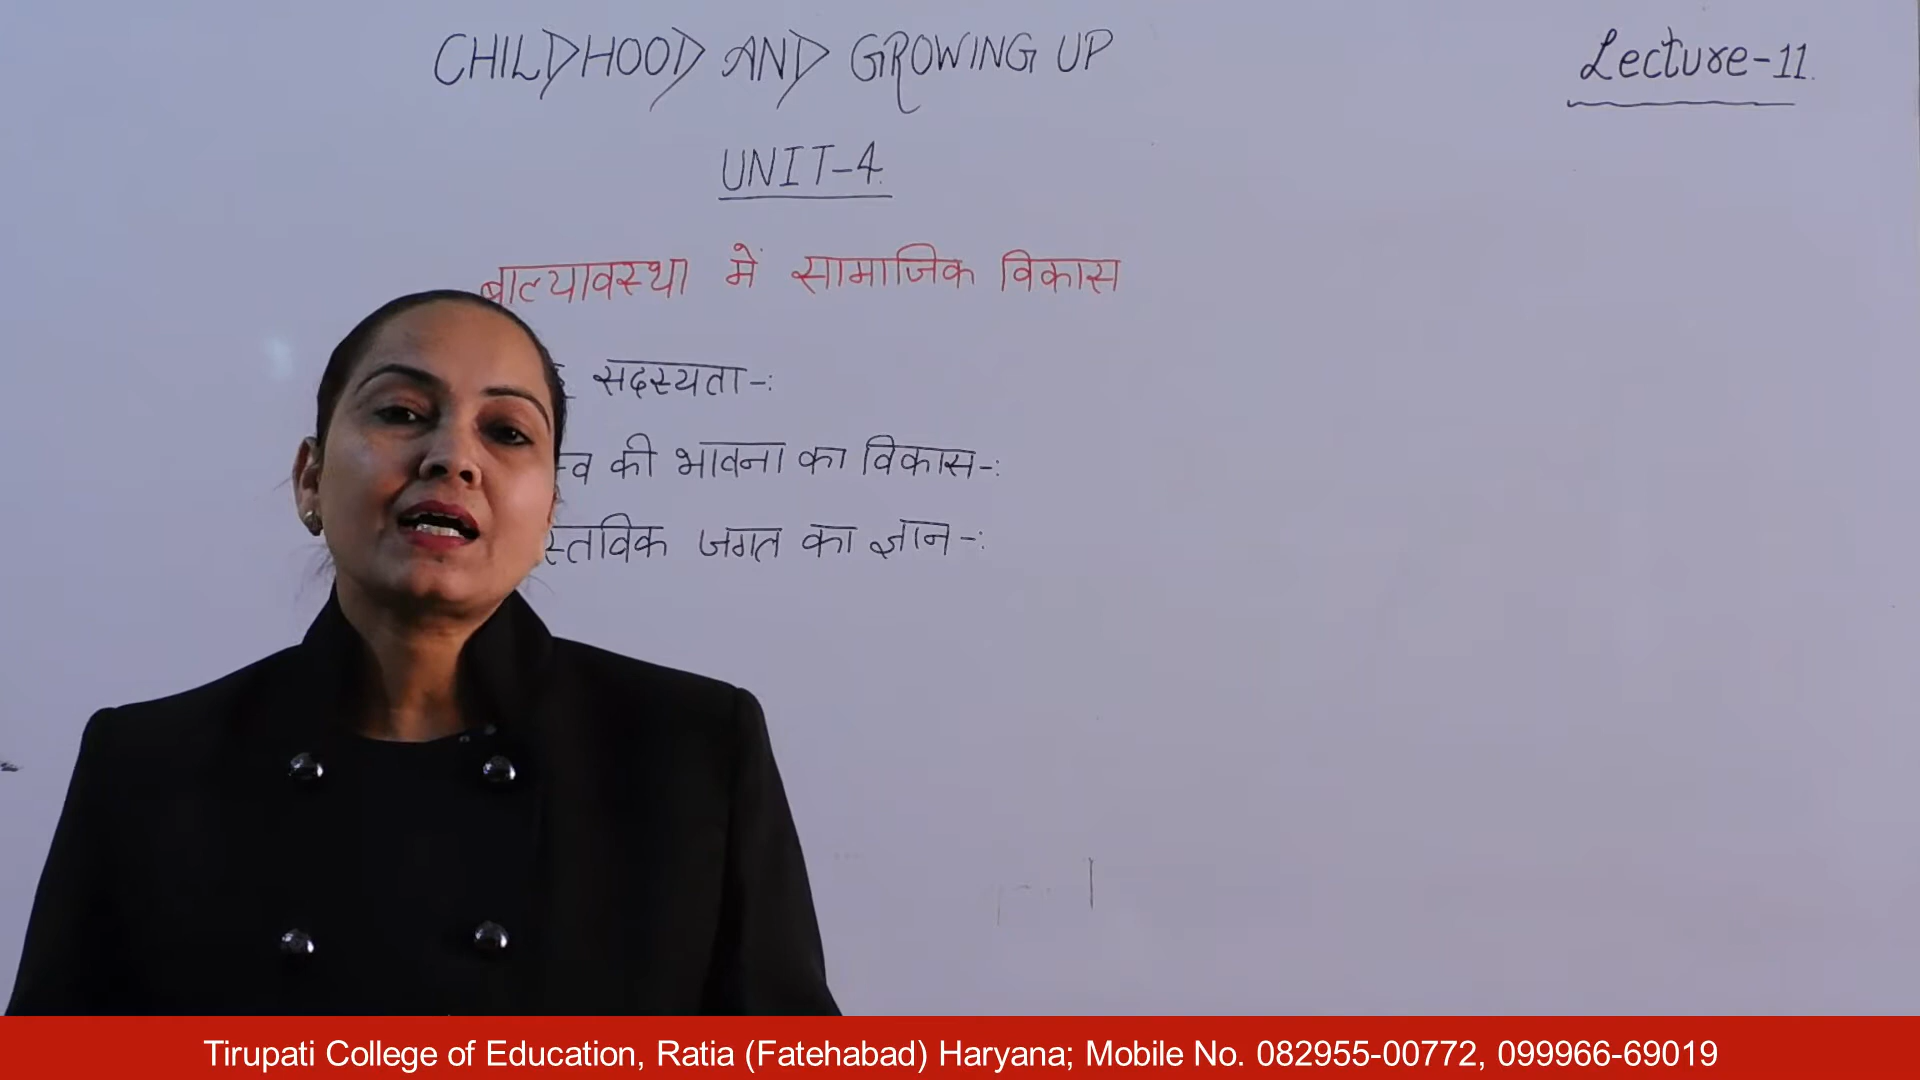 CHILDHOOD AND GROWING UP
Lecture-11.
UNIT-4.
बाल्यावस्था में सामाजिक विकास
सदस्यता-:
की भावना का विकास-:
जगत का ज्ञान-:
Tirupati College of Education, Ratia (Fatehabad) Haryana; Mobile No. 082955-00772, 099966-69019